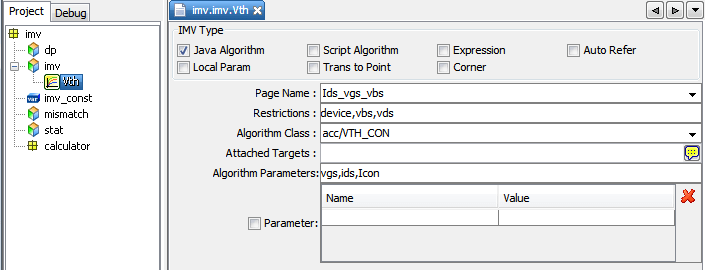 Project Debug
imv
dp
imv
Vth
imv_const
mismatch
stat
calculator
imv.imv.Vth
IMV Type
Java Algorithm Script Algorithm Expression Auto Refer
Local Param Trans to Point Corner
Page Name : Ids_vgs_vbs
Restrictions : device,vbs,vds
Algorithm Class : acc/VTH_CON
Attached Targets :
Algorithm Parameters: vgs,ids,Icon
Name Value
Parameter: